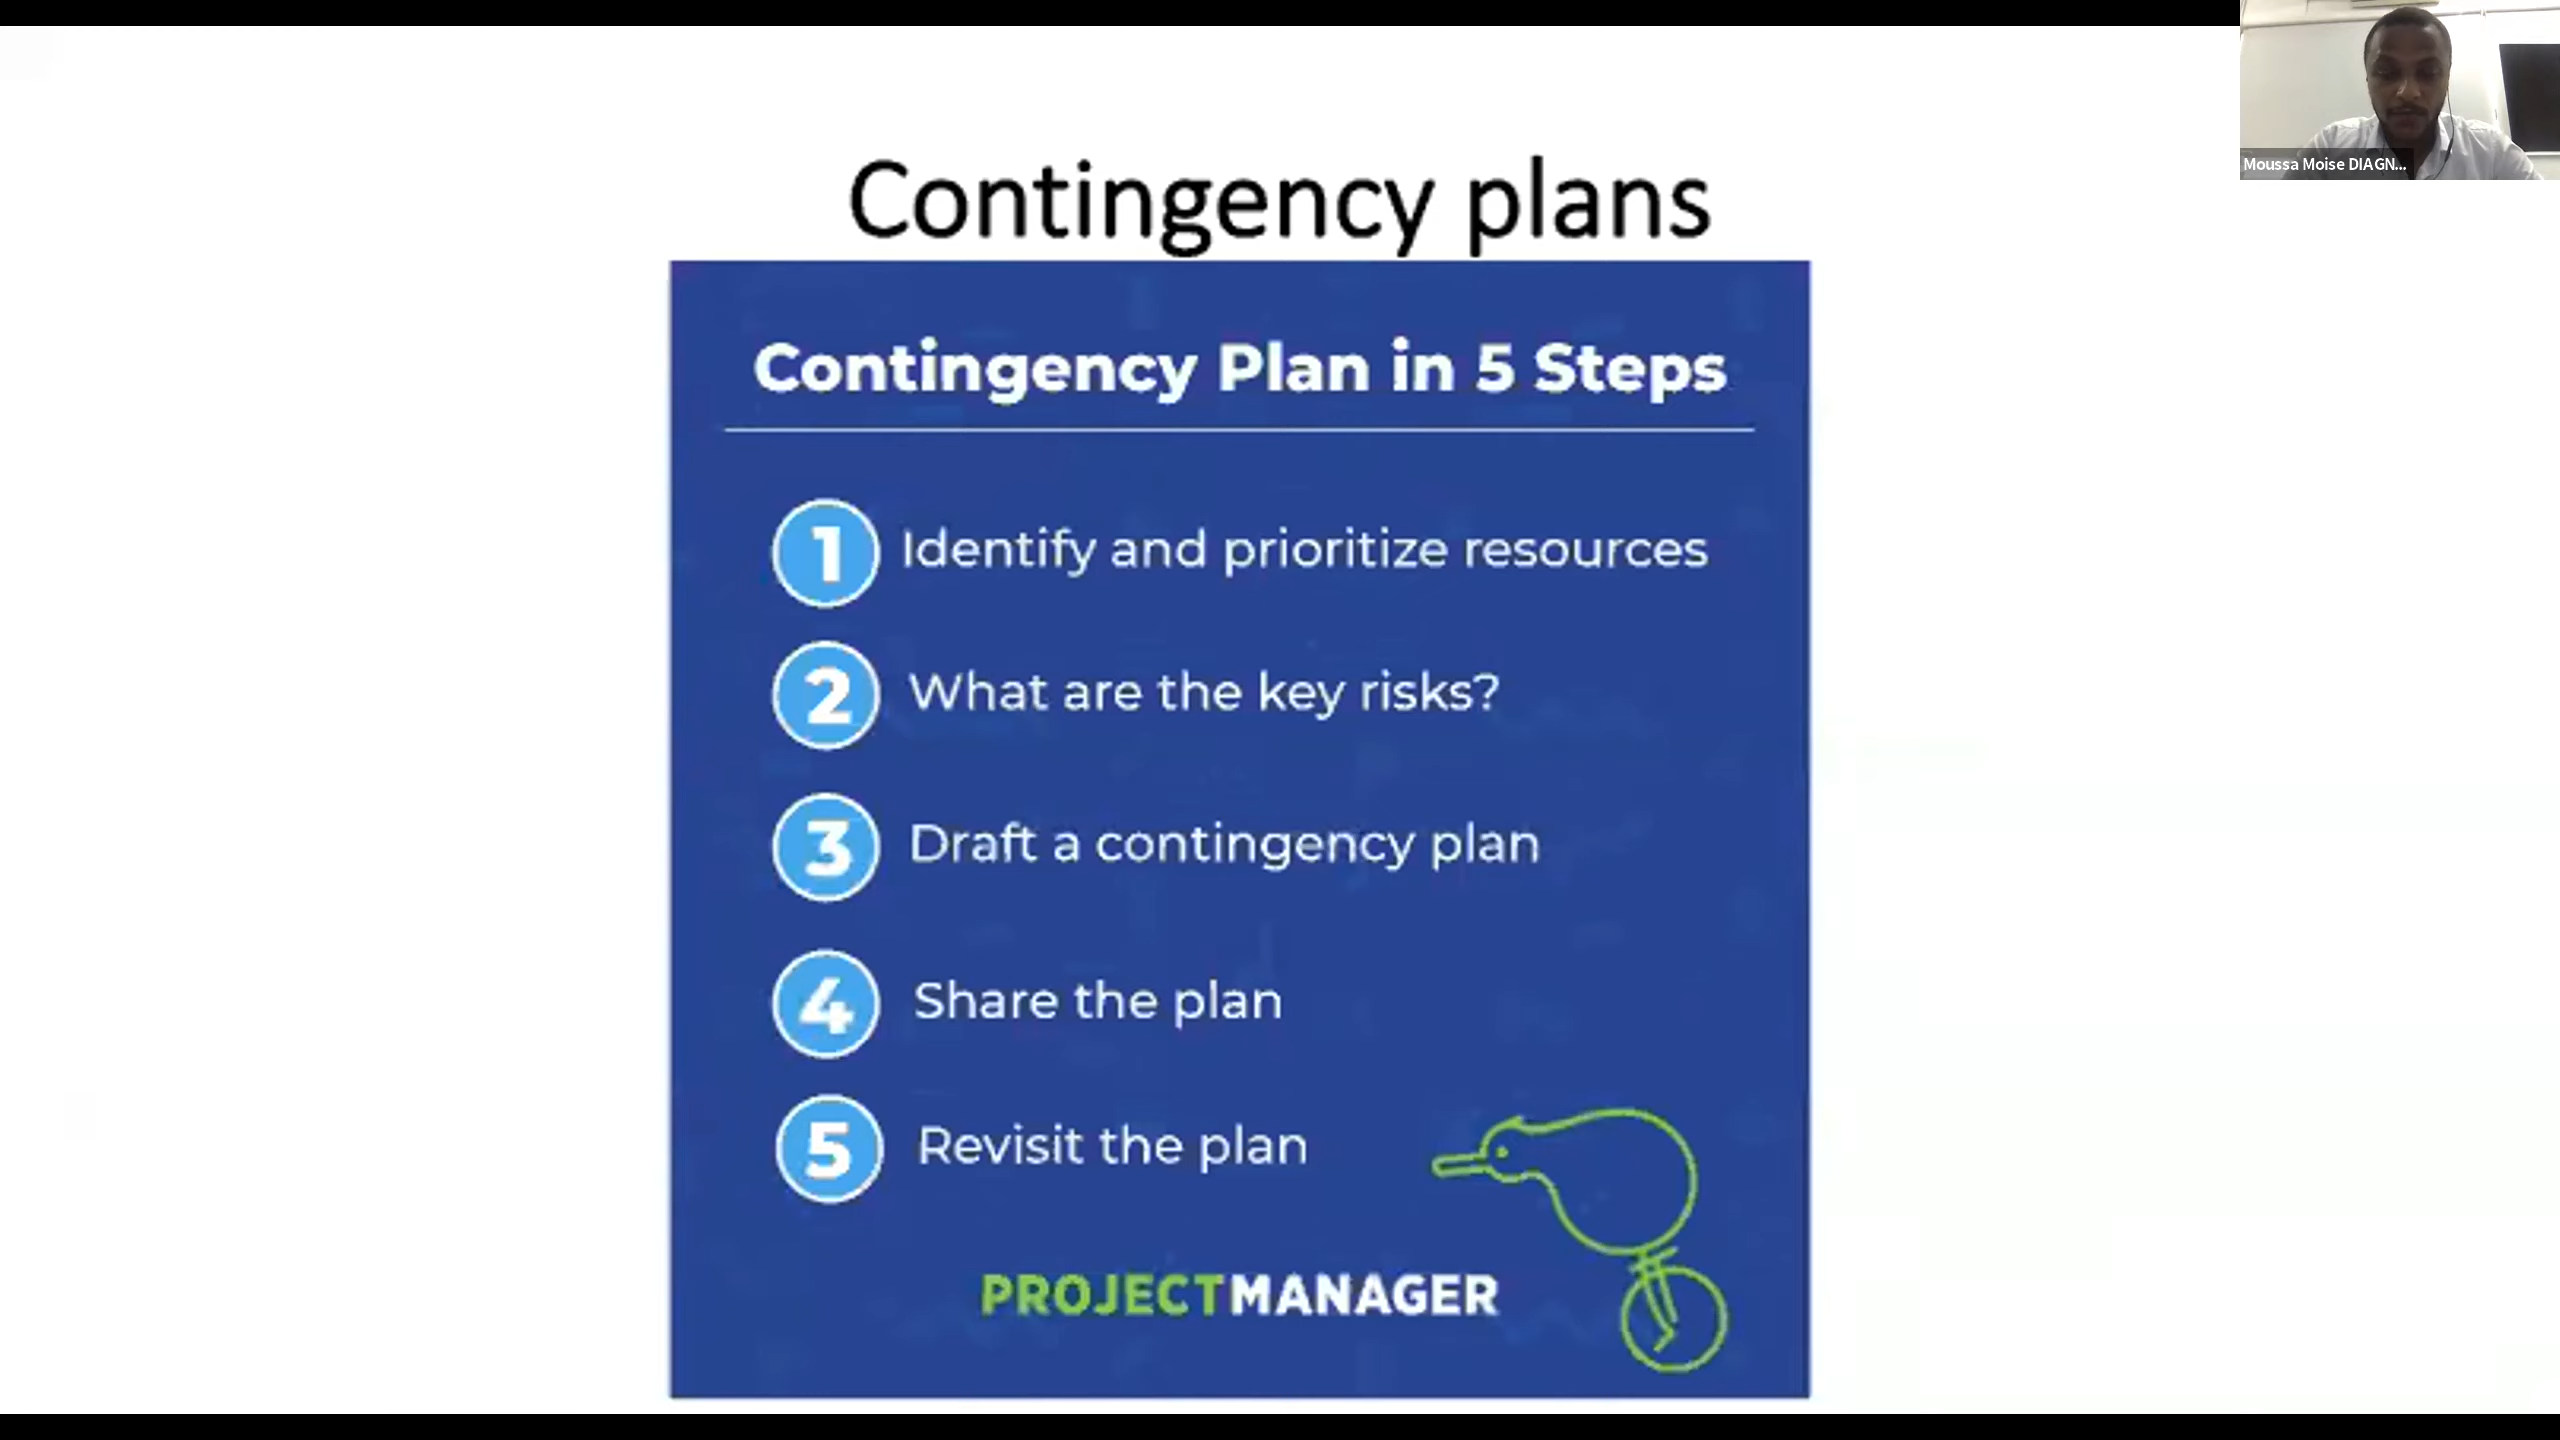 Moussa Moise DIAGN...
Contingency plans
Contingency Plan in 5 Steps
1 Identify and prioritize resources
2 What are the key risks?
3 Draft a contingency plan
4 Share the plan
5 Revisit the plan
PROJECTMANAGER